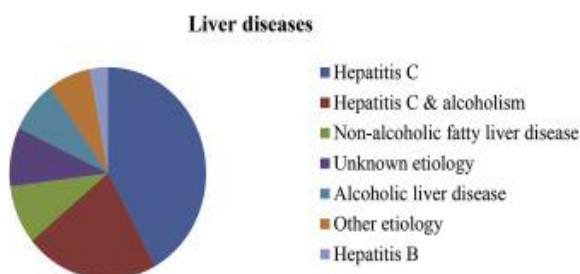 Liver diseases
Hepatitis C
Hepatitis C & alcoholism
Non-alcoholic fatty liver disease
Unknown etiology
Alcoholic liver disease
Other etiology
Hepatitis B